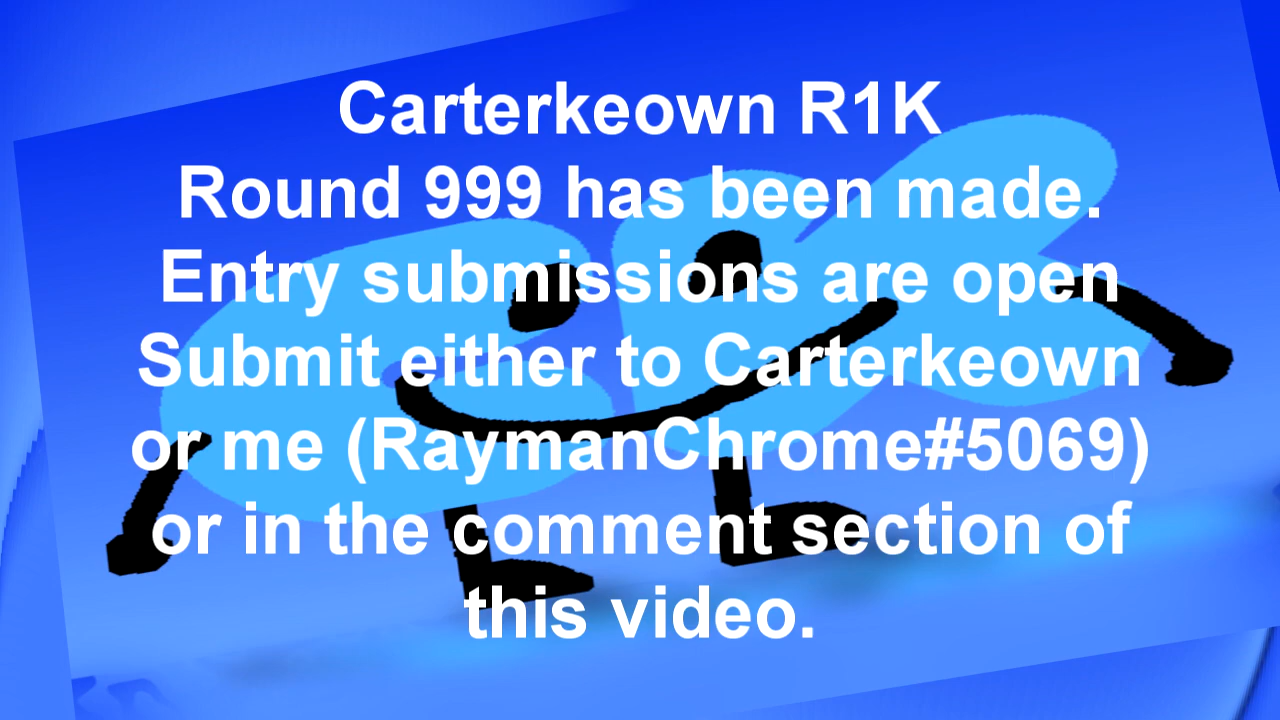 Carterkeown R1K
Round 999 has been made.
Entry submissions are open
Submit either to Carterkeown
or me (RaymanChrome#5069)
or in the comment section of
this video.